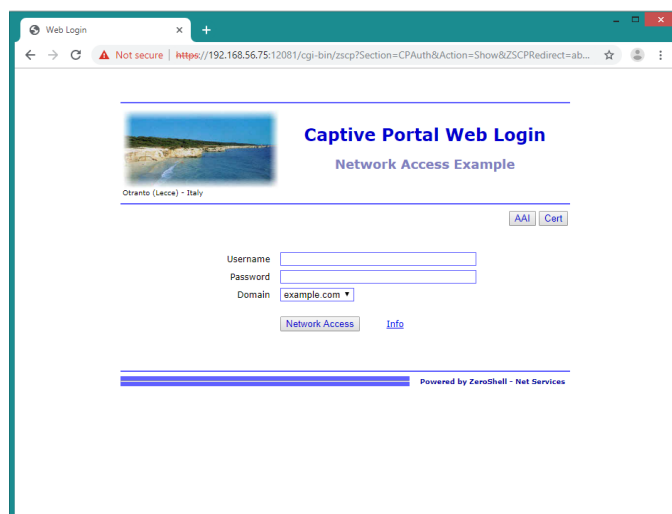 Web Login
Not secure | https://192.168.56.75:12081/cgi-bin/zscp?Section=CPAuth&Action=Show&ZSCPRedirect=ab...
Captive Portal Web Login
Network Access Example
Otranto (Lecce) - Italy
AAI Cert
Username
Password
Domain example.com
Network Access Info
Powered by ZeroShell - Net Services